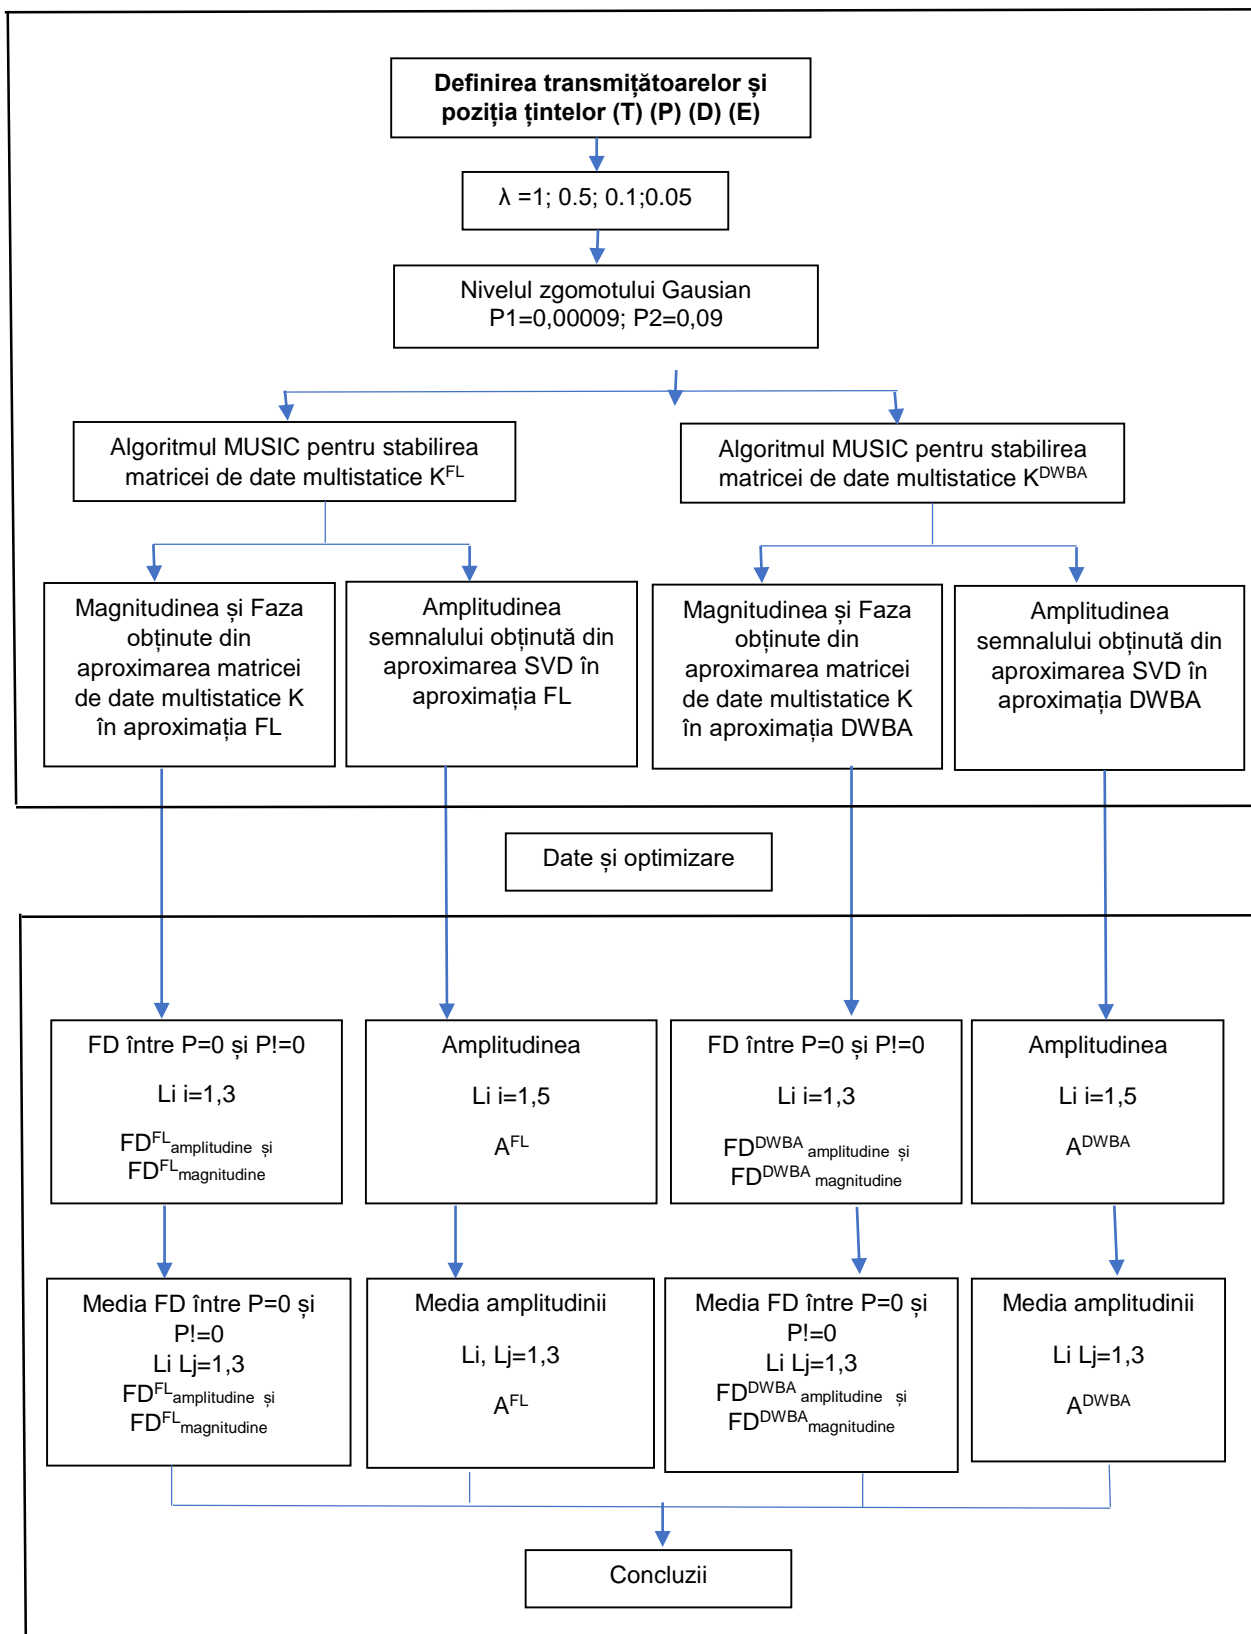 Definirea transmițătoarelor și
poziția țintelor (T) (P) (D) (E)
λ =1; 0.5; 0.1;0.05
Nivelul zgomotului Gausian
P1=0,00009; P2=0,09
Algoritmul MUSIC pentru stabilirea
matricei de date multistatice K^FL
Algoritmul MUSIC pentru stabilirea
matricei de date multistatice K^DWBA
Magnitudinea și Faza
obținute din
aproximarea matricei
de date multistatice K
în aproximația FL
Amplitudinea
semnalului obținută din
aproximarea SVD în
aproximația FL
Magnitudinea și Faza
obținute din
aproximarea matricei
de date multistatice K
în aproximația DWBA
Amplitudinea
semnalului obținută din
aproximarea SVD în
aproximația DWBA
Date și optimizare
FD între P=0 și P!=0
Li i=1,3
FD^FL amplitudine și
FD^FL magnitudine
Amplitudinea
Li i=1,5
A^FL
FD între P=0 și P!=0
Li i=1,3
FD^DWBA amplitudine și
FD^DWBA magnitudine
Amplitudinea
Li i=1,5
A^DWBA
Media FD între P=0 și
P!=0
Li Lj=1,3
FD^FL amplitudine și
FD^FL magnitudine
Media amplitudinii
Li, Lj=1,3
A^FL
Media FD între P=0 și
P!=0
Li Lj=1,3
FD^DWBA amplitudine și
FD^DWBA magnitudine
Media amplitudinii
Li Lj=1,3
A^DWBA
Concluzii